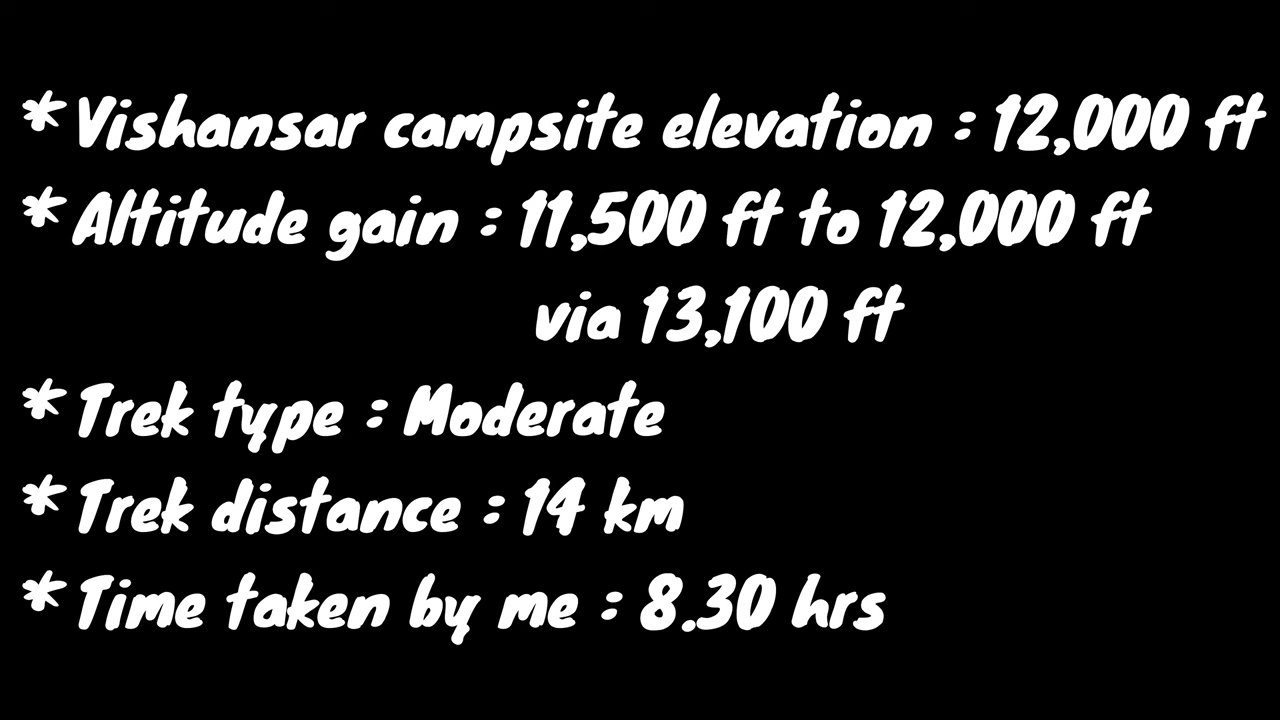 * Vishansar campsite elevation : 12,000 ft
* Altitude gain : 11,500 ft to 12,000 ft
via 13,100 ft
* Trek type : Moderate
* Trek distance : 14 km
* Time taken by me : 8.30 hrs